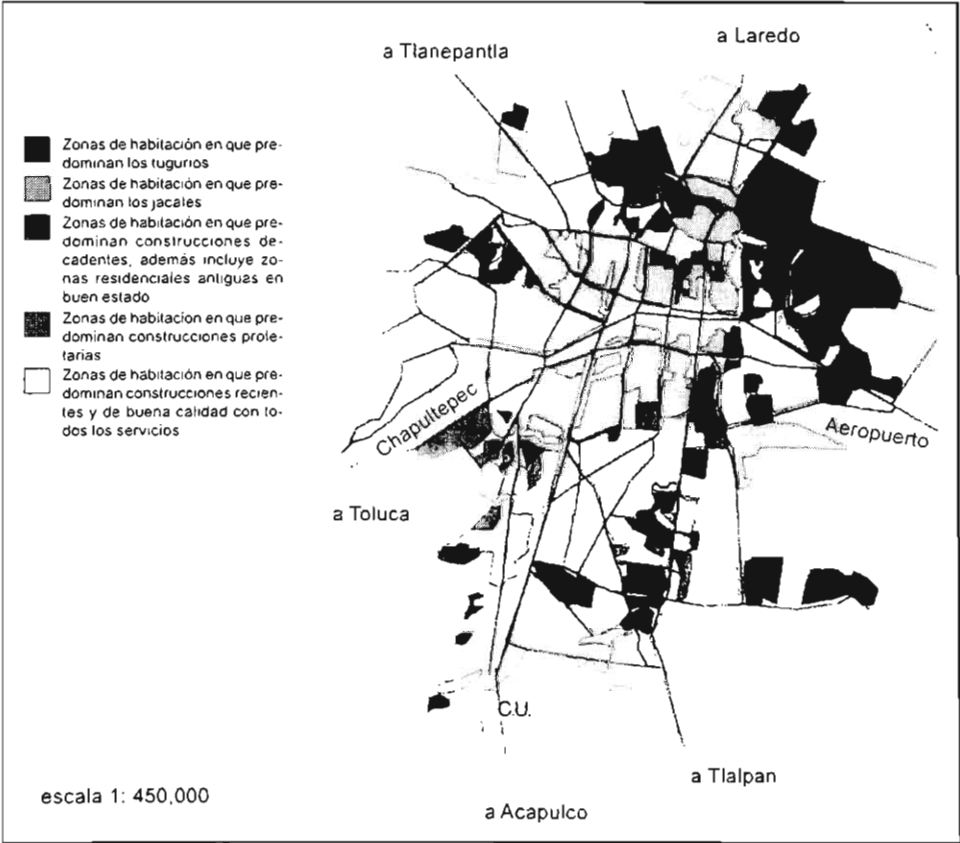 a Tlanepantla
a Laredo
Zonas de habitación en que pre-
dominan los tugurios
Zonas de habitación en que pre-
dominan los jacales
Zonas de habitación en que pre-
dominan construcciones de-
cadentes, además incluye zo-
nas residenciales antiguas en
buen estado
Zonas de habitacion en que pre-
dominan construcciones prole-
tarias
Zonas de habitación en que pre-
dominan construcciones recien-
tes y de buena calidad con to-
dos los servicios
Chapultepec
Aeropuerto
a Toluca
C.U.
a Tlalpan
escala 1: 450,000
a Acapulco